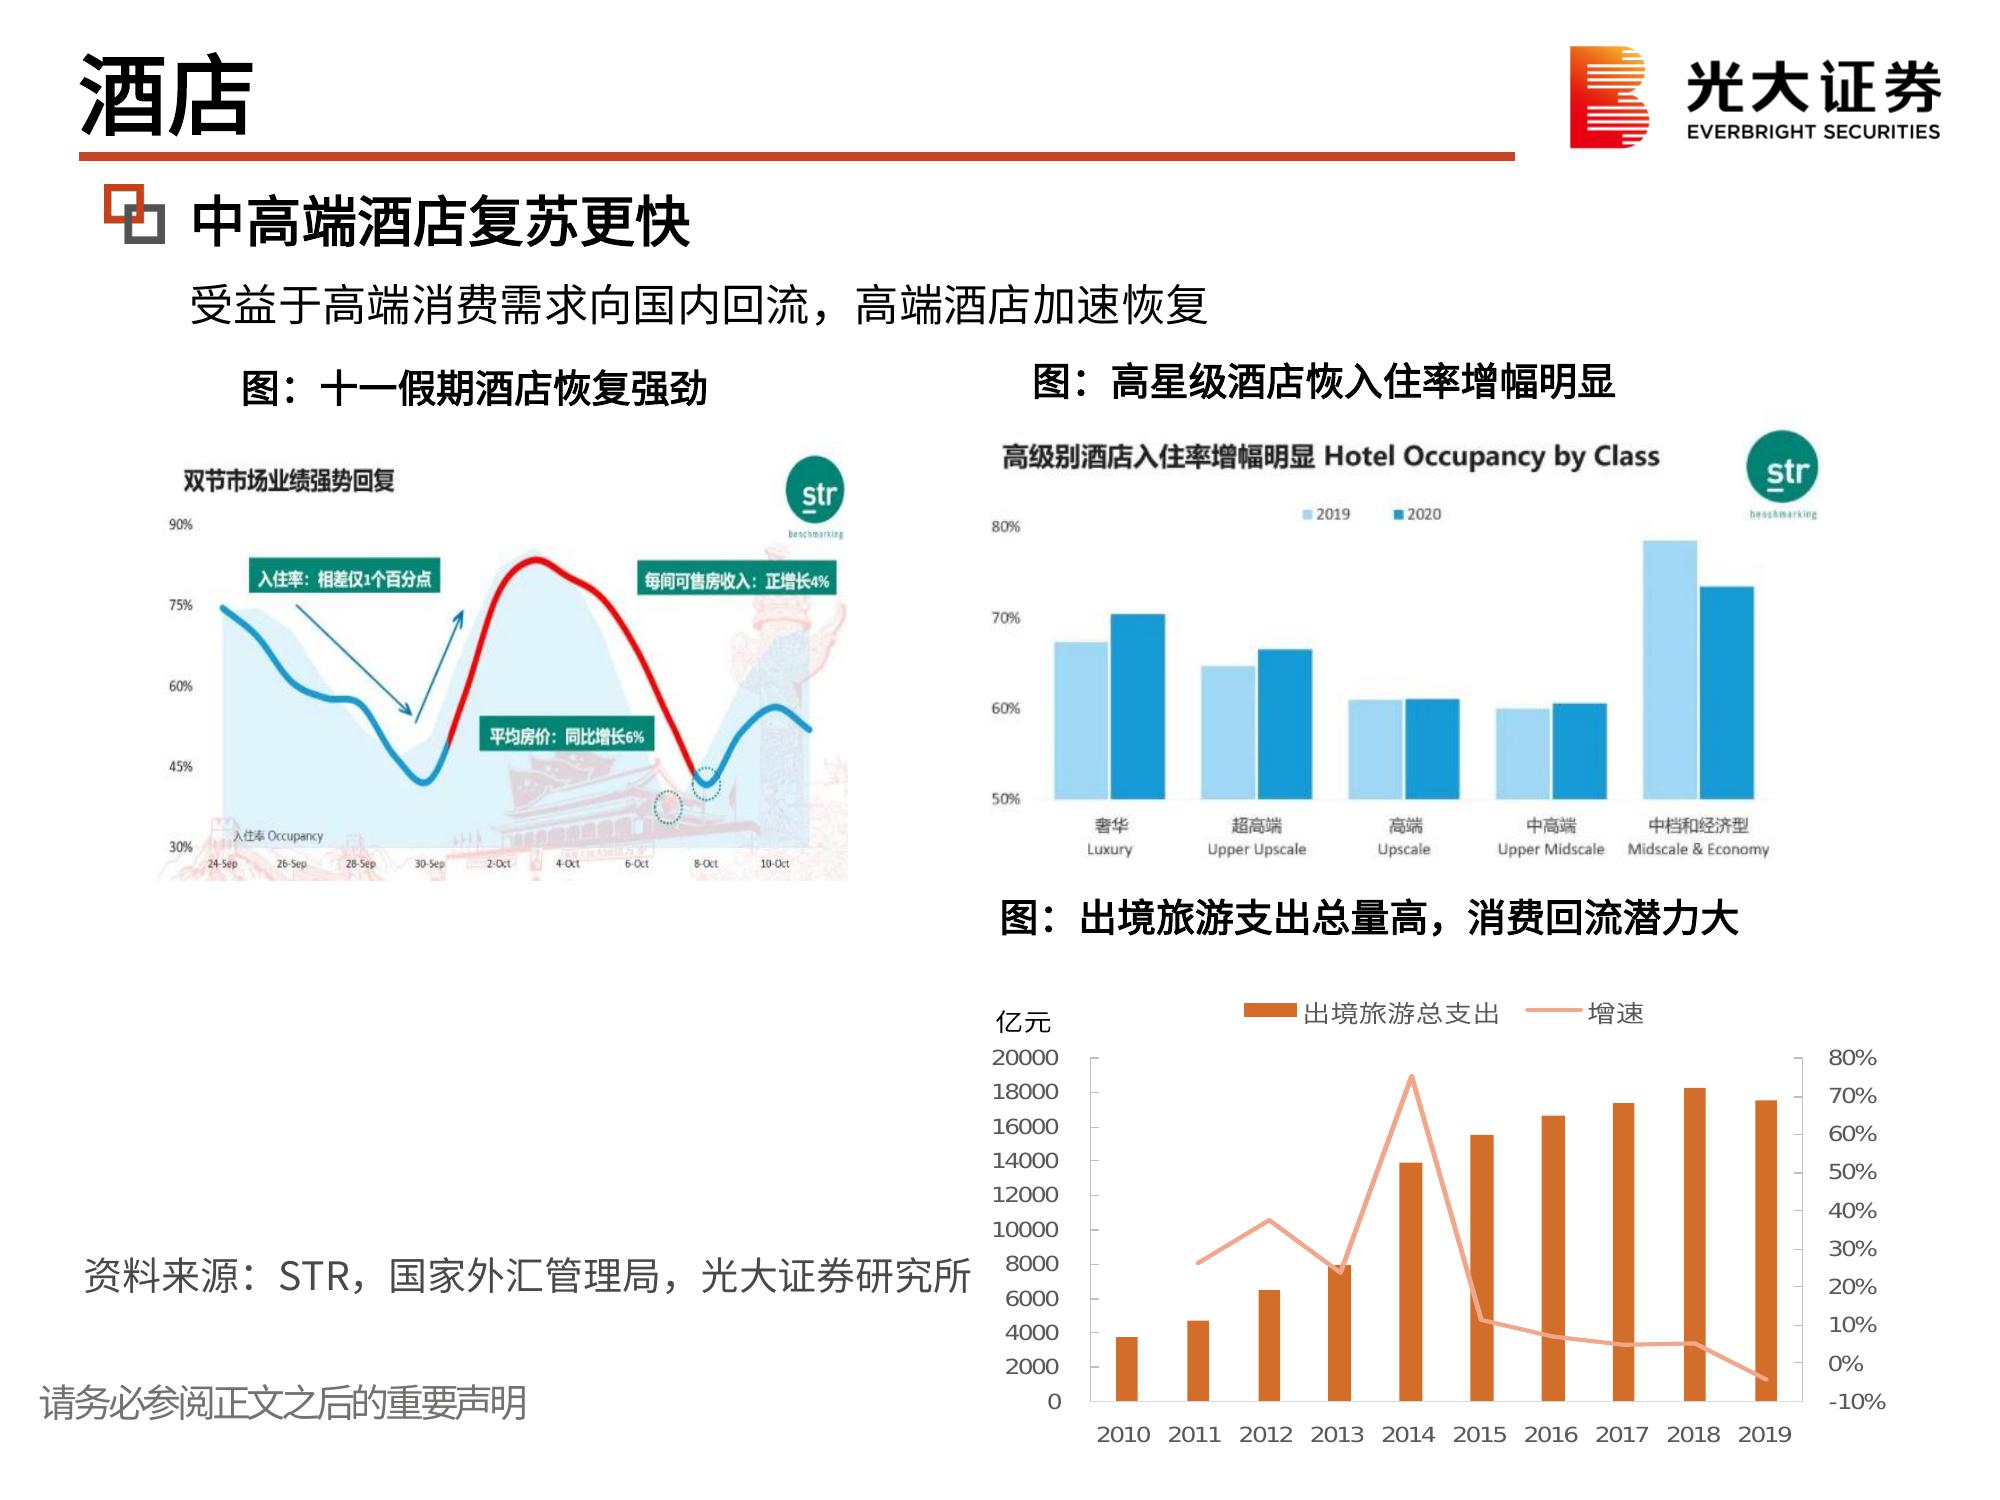 酒店
光大证券
EVERBRIGHT SECURITIES
中高端酒店复苏更快
受益于高端消费需求向国内回流，高端酒店加速恢复
图：十一假期酒店恢复强劲
双节市场业绩强势回复
str
benchmarking
90%
75%
60%
45%
30%
入住率：相差仅1个百分点
每间可售房收入：正增长4%
平均房价：同比增长6%
入住率 Occupancy
24-Sep 26-Sep 28-Sep 30-Sep 2-Oct 4-Oct 6-Oct 8-Oct 10-Oct
图：高星级酒店恢入住率增幅明显
高级别酒店入住率增幅明显 Hotel Occupancy by Class
str
benchmarking
2019 2020
80%
70%
60%
50%
奢华 超高端 高端 中高端 中档和经济型
Luxury Upper Upscale Upscale Upper Midscale Midscale & Economy
图：出境旅游支出总量高，消费回流潜力大
出境旅游总支出 增速
亿元
20000
18000
16000
14000
12000
10000
8000
6000
4000
2000
0
80%
70%
60%
50%
40%
30%
20%
10%
0%
-10%
2010 2011 2012 2013 2014 2015 2016 2017 2018 2019
资料来源：STR，国家外汇管理局，光大证券研究所
请务必参阅正文之后的重要声明